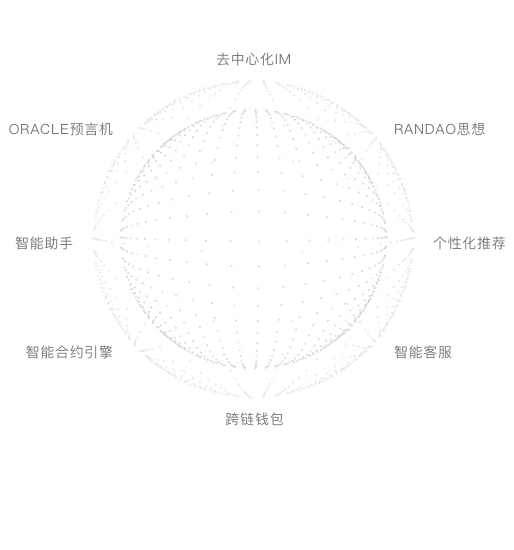 去中心化IM
ORACLE预言机
RANDAO思想
智能助手
个性化推荐
智能合约引擎
智能客服
跨链钱包